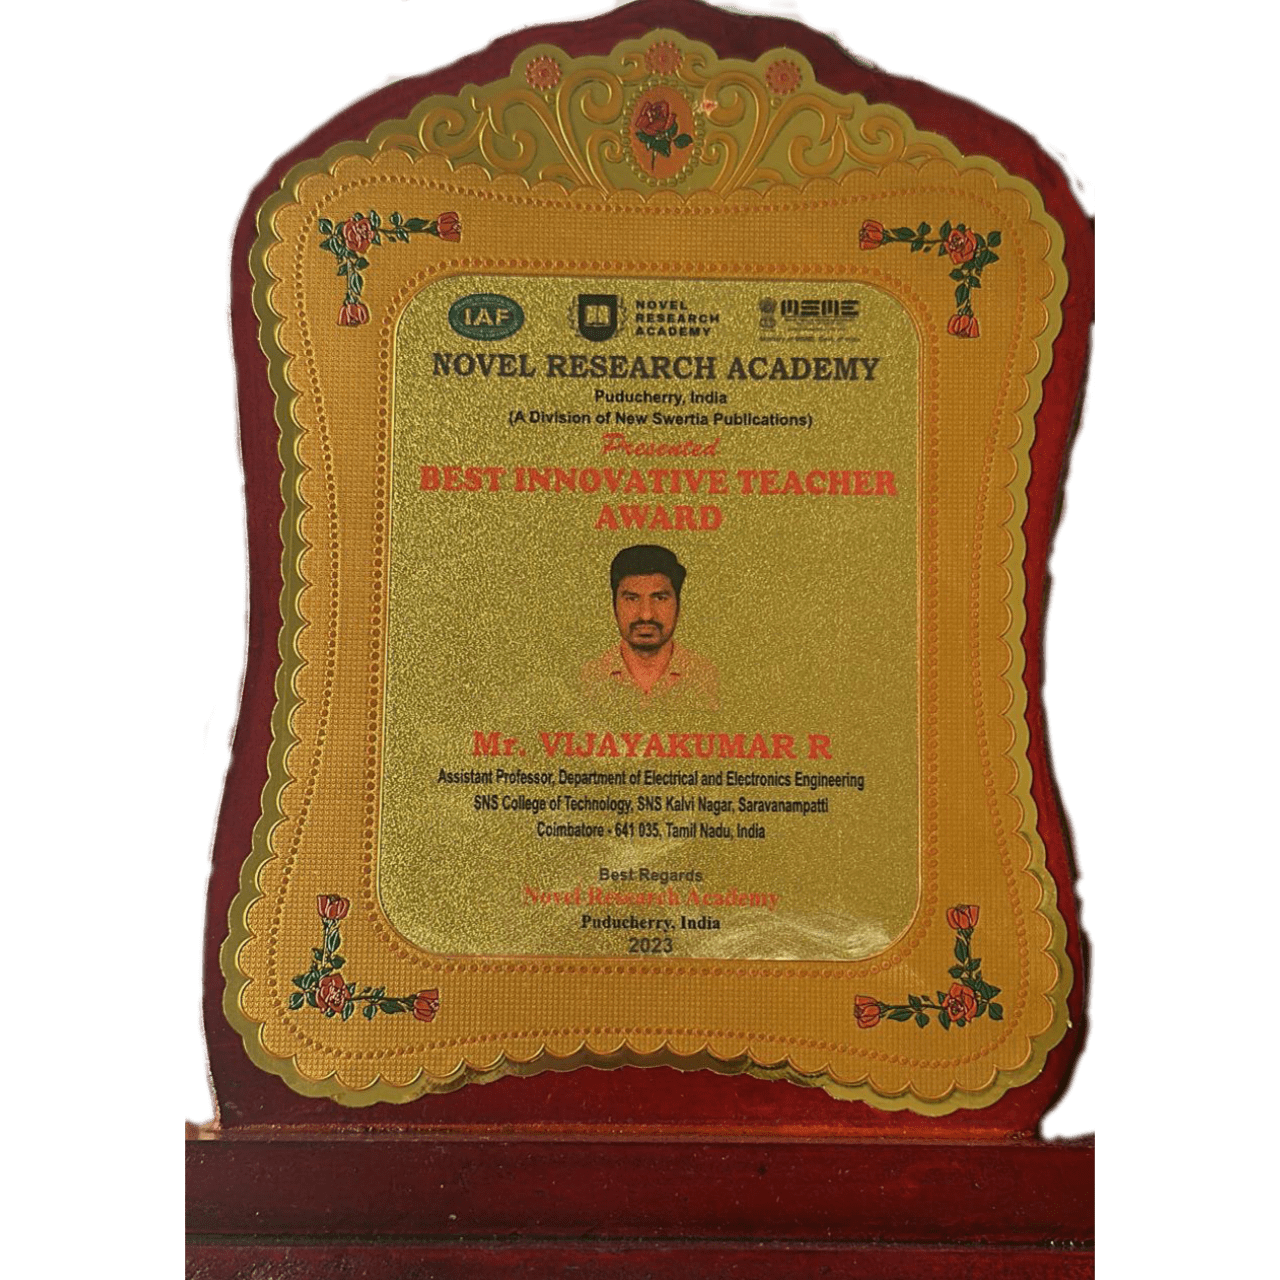 IAF
NOVEL
RESEARCH
ACADEMY
MSME
NOVEL RESEARCH ACADEMY
Puducherry, India
(A Division of New Swertia Publications)
Presented
BEST INNOVATIVE TEACHER
AWARD
Mr. VIJAYAKUMAR R
Assistant Professor, Department of Electrical and Electronics Engineering
SNS College of Technology, SNS Kalvi Nagar, Saravanampatti
Coimbatore - 641 035, Tamil Nadu, India
Best Regards
Novel Research Academy
Puducherry, India
2023